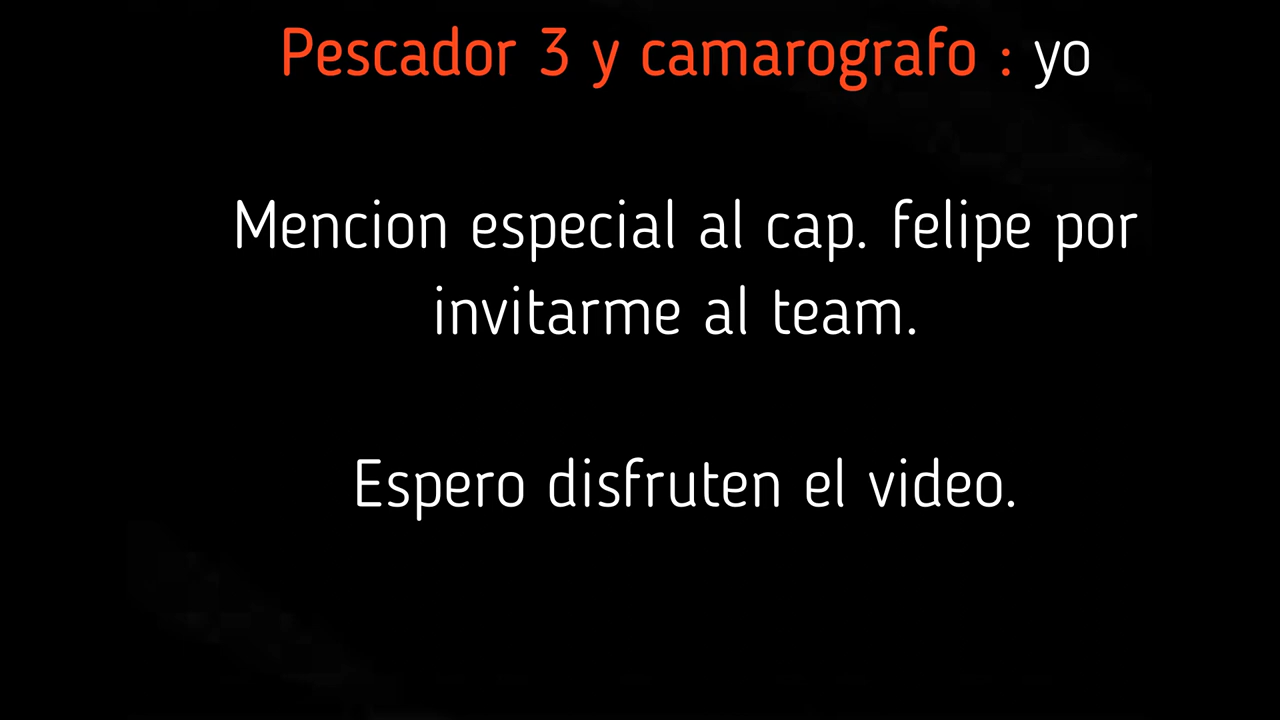 Pescador 3 y camarografo : yo
Mencion especial al cap. felipe por
invitarme al team.
Espero disfruten el video.